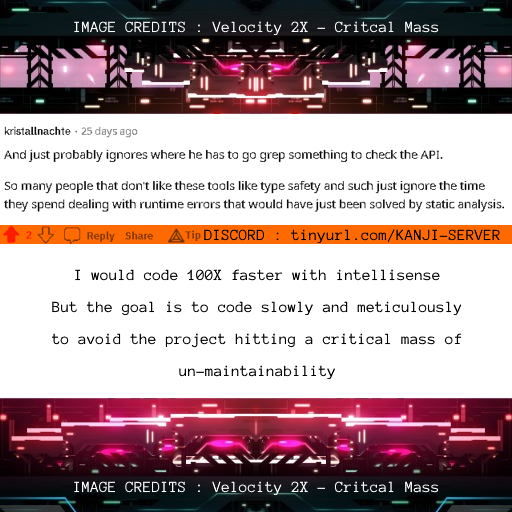 IMAGE CREDITS : Velocity 2X - Critcal Mass
kristallnachte · 25 days ago
And just probably ignores where he has to go grep something to check the API.
So many people that don't like these tools like type safety and such just ignore the time
they spend dealing with runtime errors that would have just been solved by static analysis.
2 Reply Share Tip DISCORD : tinyurl.com/KANJI-SERVER
I would code 100X faster with intellisense
But the goal is to code slowly and meticulously
to avoid the project hitting a critical mass of
un-maintainability
IMAGE CREDITS : Velocity 2X - Critcal Mass